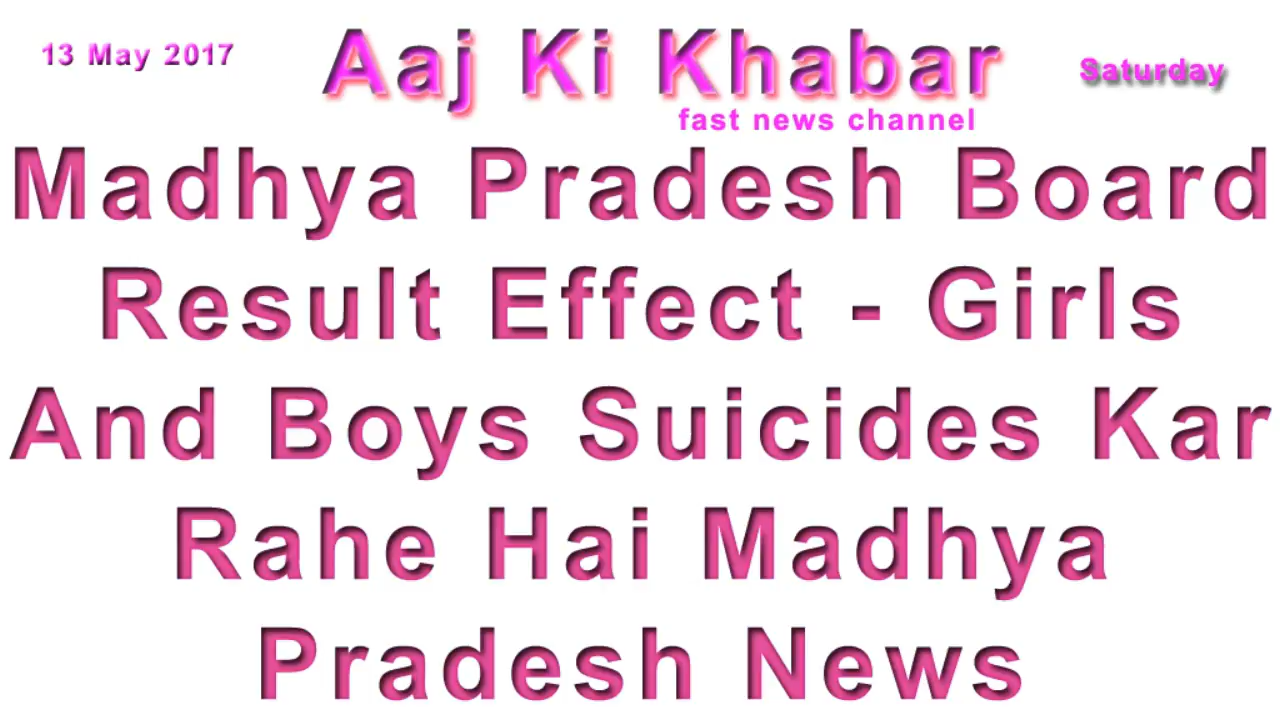 13 May 2017
Aaj Ki Khabar
Saturday
fast news channel
Madhya Pradesh Board
Result Effect - Girls
And Boys Suicides Kar
Rahe Hai Madhya
Pradesh News